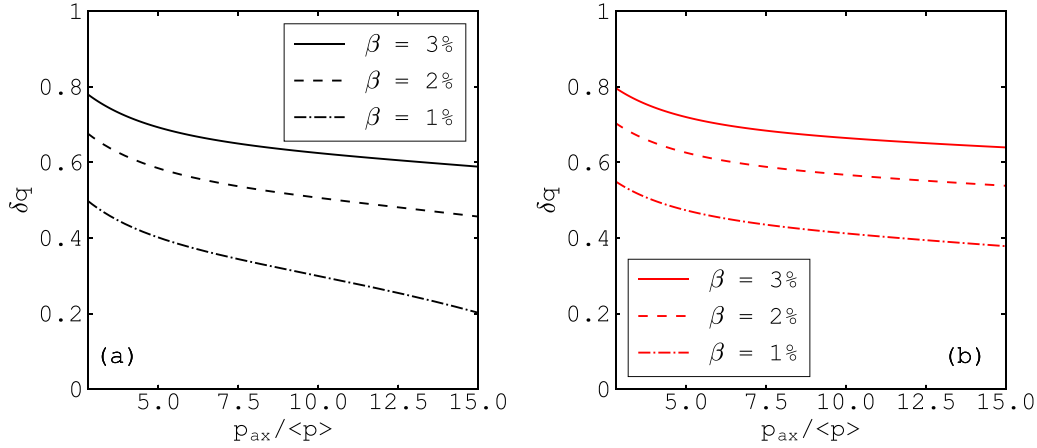 1
0.8
0.6
0.4
0.2
0
δq
5.0 7.5 10.0 12.5 15.0
p_ax/<p>
β = 3%
β = 2%
β = 1%
(a)
1
0.8
0.6
0.4
0.2
0
δq
5.0 7.5 10.0 12.5 15.0
p_ax/<p>
β = 3%
β = 2%
β = 1%
(b)